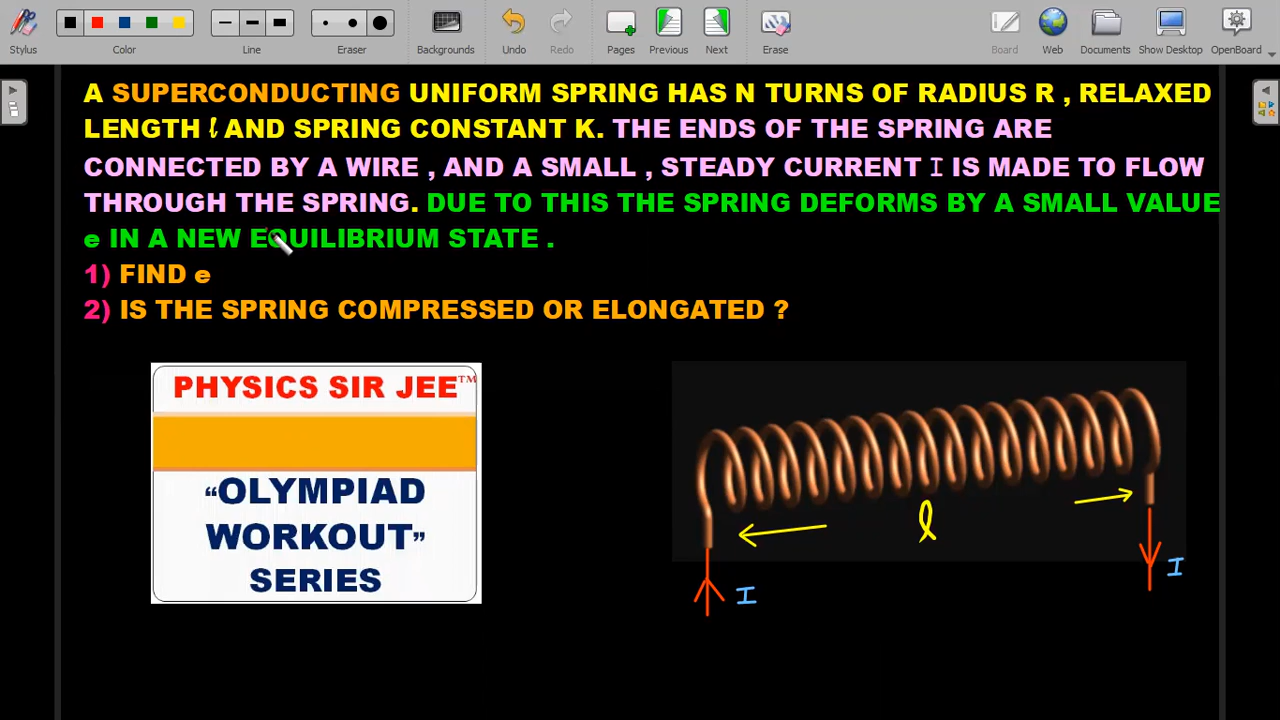 Stylus
Color
Line
Eraser
Backgrounds
Undo
Redo
Pages
Previous
Next
Erase
Board
Web
Documents
Show Desktop
OpenBoard
A SUPERCONDUCTING UNIFORM SPRING HAS N TURNS OF RADIUS R , RELAXED
LENGTH ℓ AND SPRING CONSTANT K. THE ENDS OF THE SPRING ARE
CONNECTED BY A WIRE , AND A SMALL , STEADY CURRENT I IS MADE TO FLOW
THROUGH THE SPRING. DUE TO THIS THE SPRING DEFORMS BY A SMALL VALUE
e IN A NEW EQUILIBRIUM STATE .
1) FIND e
2) IS THE SPRING COMPRESSED OR ELONGATED ?
PHYSICS SIR JEE™
“OLYMPIAD
WORKOUT”
SERIES
ℓ
I
I